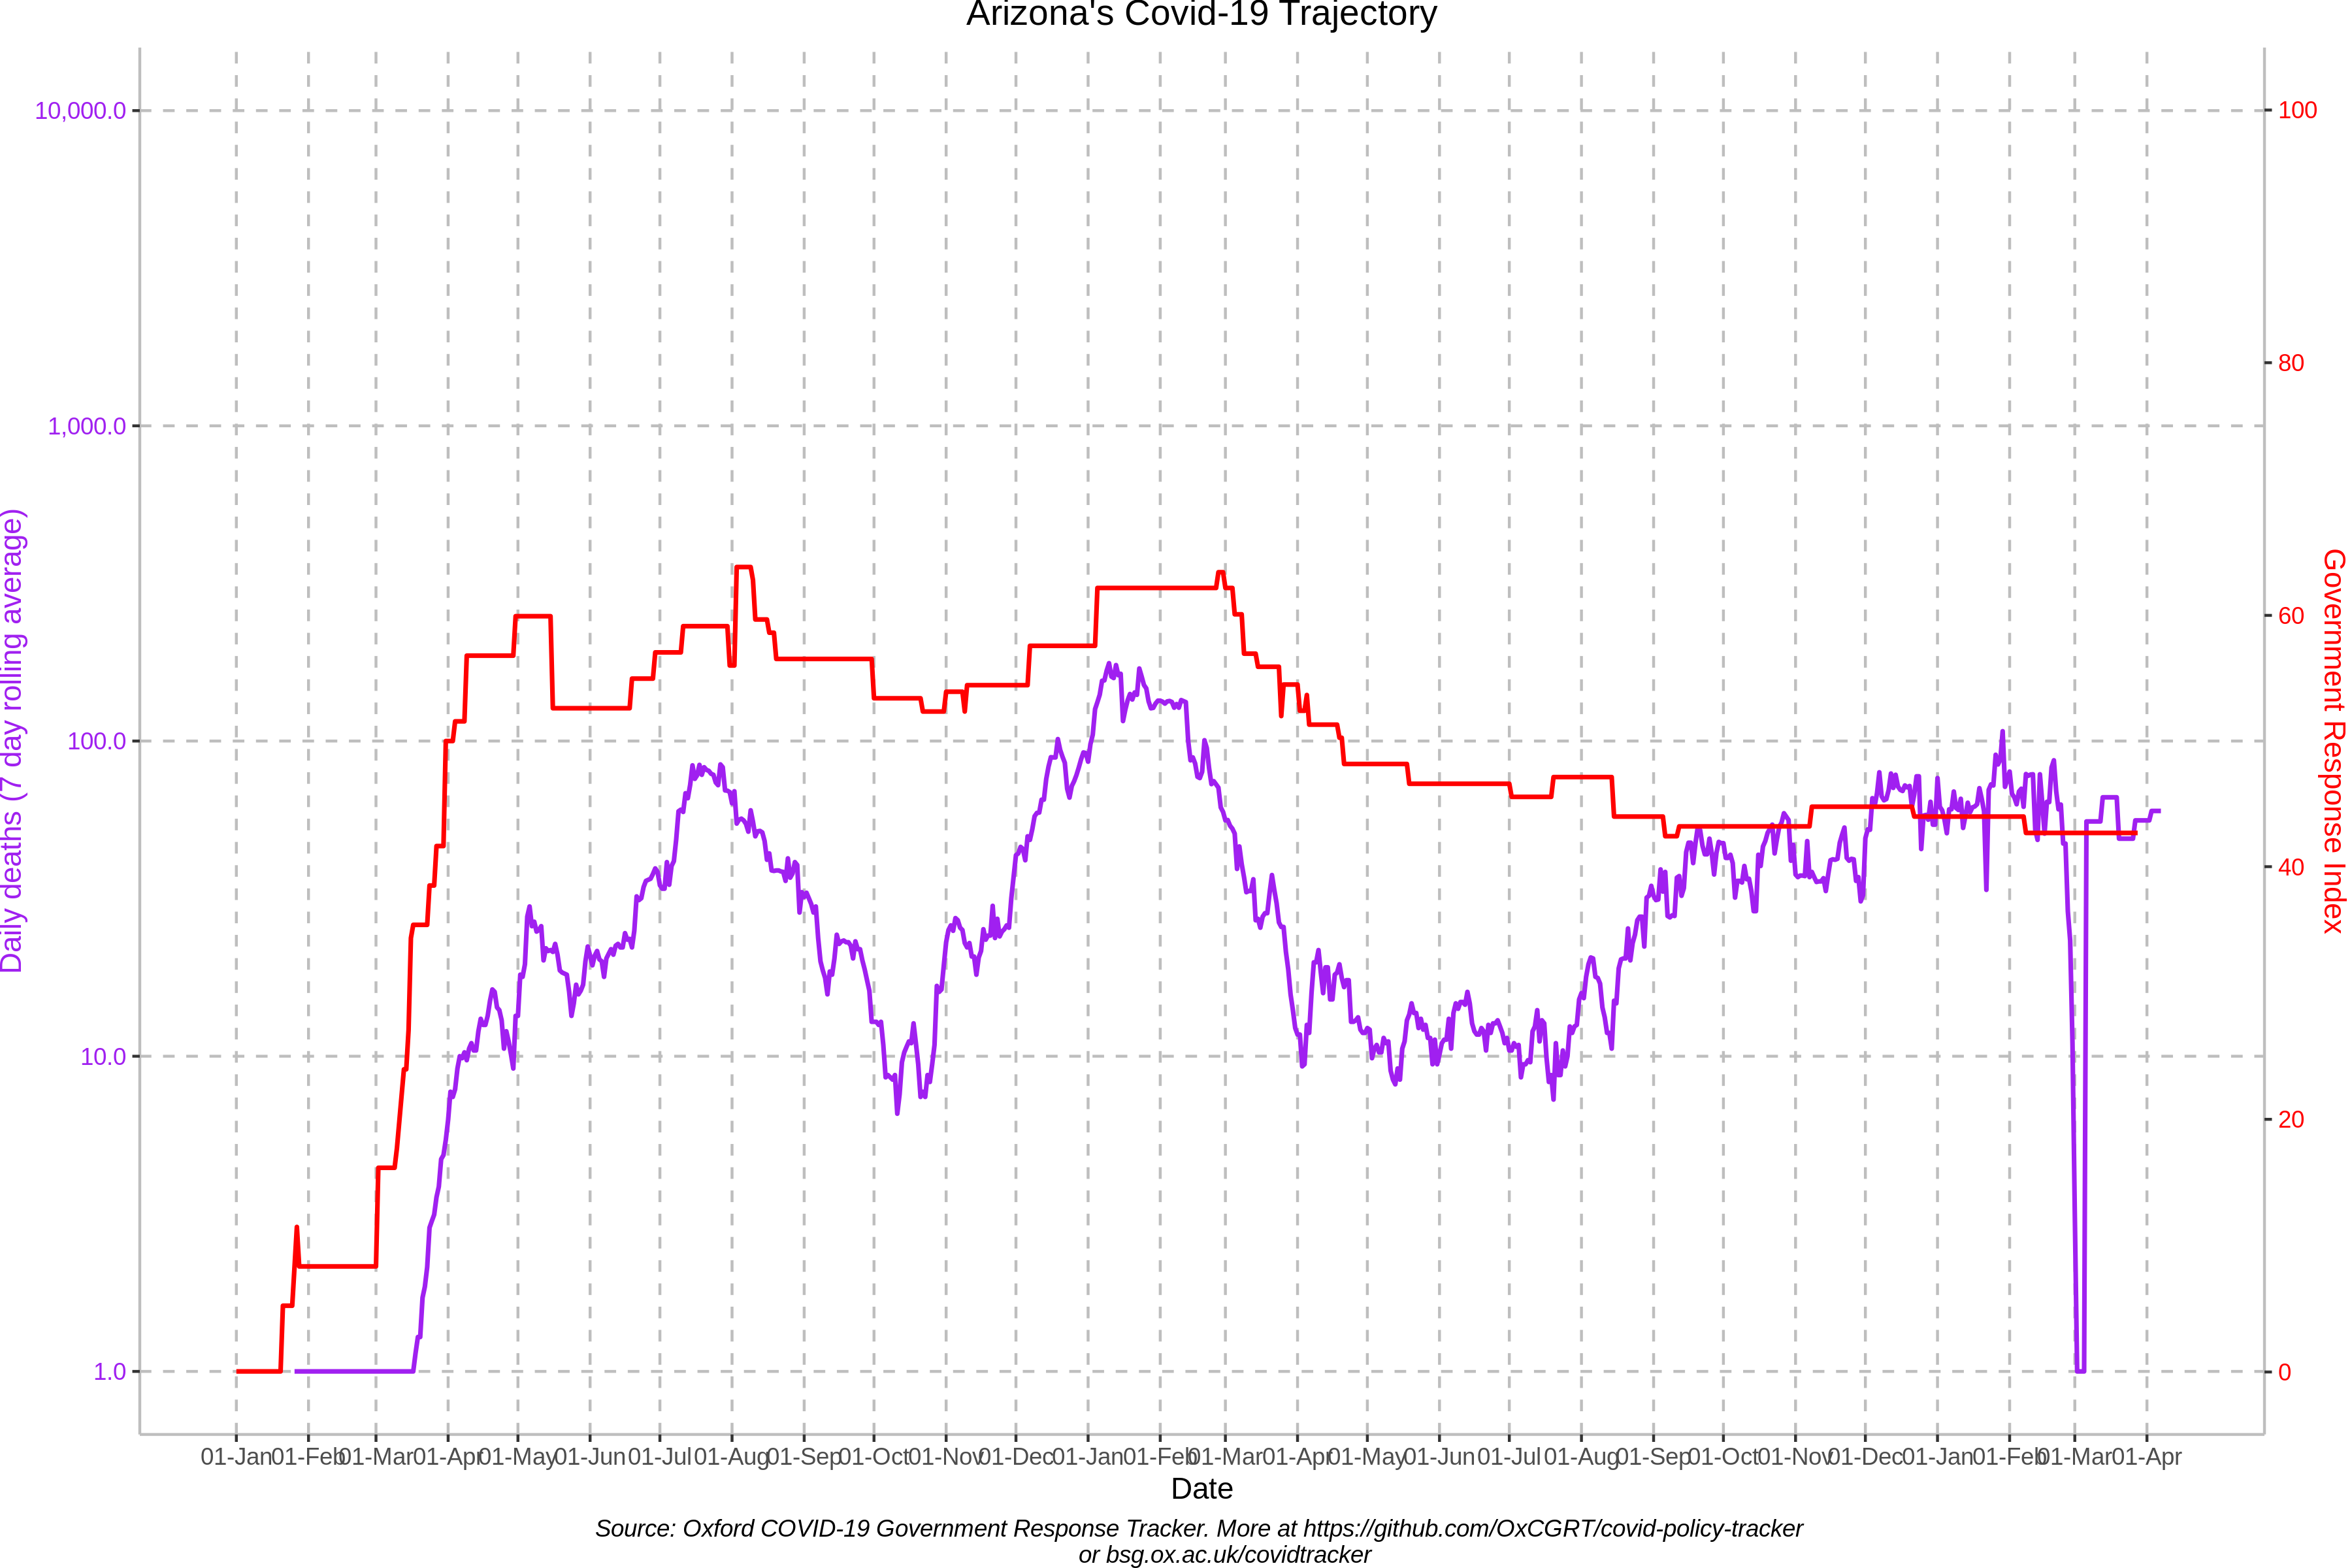 Arizona's Covid-19 Trajectory
10,000.0
1,000.0
100.0
10.0
1.0
Daily deaths (7 day rolling average)
100
80
60
40
20
0
Government Response Index
01-Jan 01-Feb 01-Mar 01-Apr 01-May 01-Jun 01-Jul 01-Aug 01-Sep 01-Oct 01-Nov 01-Dec 01-Jan 01-Feb 01-Mar 01-Apr 01-May 01-Jun 01-Jul 01-Aug 01-Sep 01-Oct 01-Nov 01-Dec 01-Jan 01-Feb 01-Mar 01-Apr
Date
Source: Oxford COVID-19 Government Response Tracker. More at https://github.com/OxCGRT/covid-policy-tracker
or bsg.ox.ac.uk/covidtracker